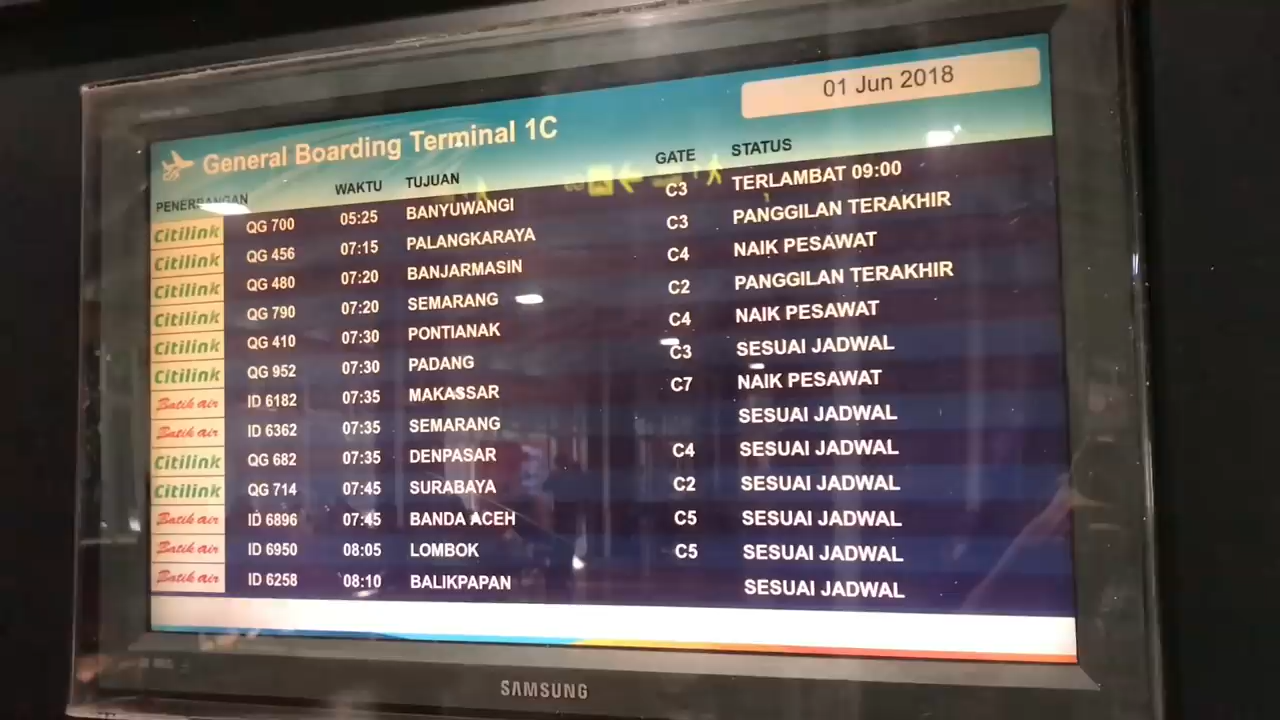 01 Jun 2018
General Boarding Terminal 1C
PENERBANGAN WAKTU TUJUAN GATE STATUS
Citilink QG 700 05:25 BANYUWANGI C3 TERLAMBAT 09:00
Citilink QG 456 07:15 PALANGKARAYA C3 PANGGILAN TERAKHIR
Citilink QG 480 07:20 BANJARMASIN C4 NAIK PESAWAT
Citilink QG 790 07:20 SEMARANG C2 PANGGILAN TERAKHIR
Citilink QG 410 07:30 PONTIANAK C4 NAIK PESAWAT
Citilink QG 952 07:30 PADANG C3 SESUAI JADWAL
Batik air ID 6182 07:35 MAKASSAR C7 NAIK PESAWAT
Batik air ID 6362 07:35 SEMARANG SESUAI JADWAL
Citilink QG 682 07:35 DENPASAR C4 SESUAI JADWAL
Citilink QG 714 07:45 SURABAYA C2 SESUAI JADWAL
Batik air ID 6896 07:45 BANDA ACEH C5 SESUAI JADWAL
Batik air ID 6950 08:05 LOMBOK C5 SESUAI JADWAL
Batik air ID 6258 08:10 BALIKPAPAN SESUAI JADWAL
SAMSUNG